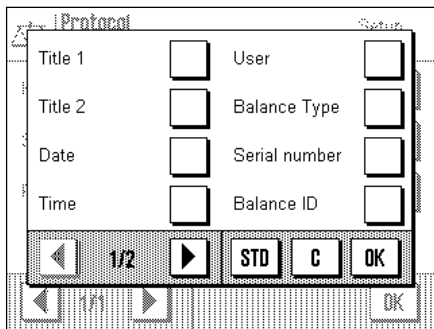 Protocol Setup
Title 1 User
Title 2 Balance Type
Date Serial number
Time Balance ID
1/2 STD C OK
1/1 OK